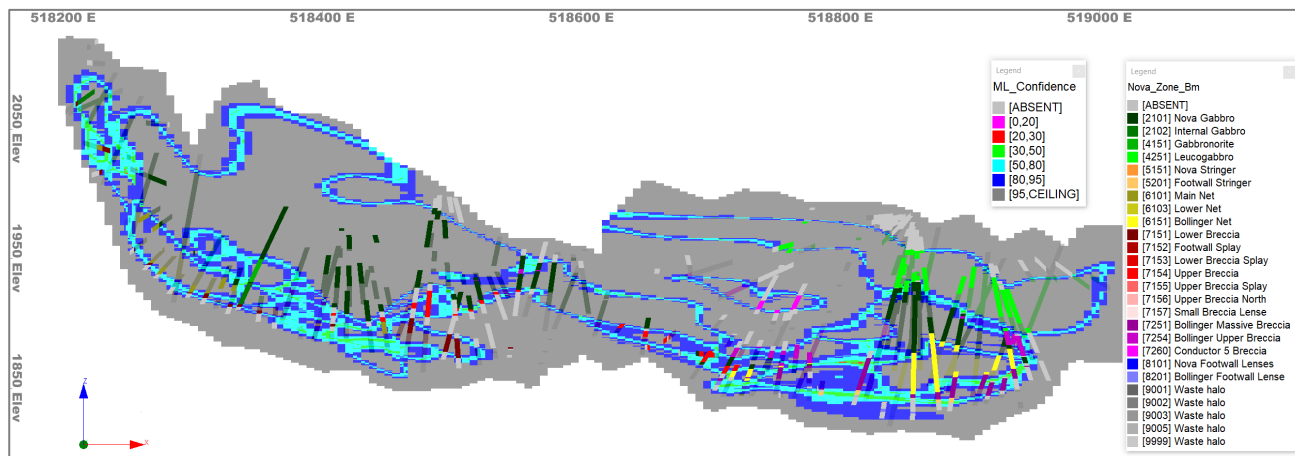 518200 E
518400 E
518600 E
518800 E
519000 E
2050 Elev
1950 Elev
1850 Elev
Legend
ML_Confidence
[ABSENT]
[0,20]
[20,30]
[30,50]
[50,80]
[80,95]
[95,CEILING]
Legend
Nova_Zone_Bm
[ABSENT]
[2101] Nova Gabbro
[2102] Internal Gabbro
[4151] Gabbronorite
[4251] Leucogabbro
[5151] Nova Stringer
[5201] Footwall Stringer
[6101] Main Net
[6103] Lower Net
[6151] Bollinger Net
[7151] Lower Breccia
[7152] Footwall Splay
[7153] Lower Breccia Splay
[7154] Upper Breccia
[7155] Upper Breccia Splay
[7156] Upper Breccia North
[7157] Small Breccia Lense
[7251] Bollinger Massive Breccia
[7254] Bollinger Upper Breccia
[7260] Conductor 5 Breccia
[8101] Nova Footwall Lenses
[8201] Bollinger Footwall Lense
[9001] Waste halo
[9002] Waste halo
[9003] Waste halo
[9005] Waste halo
[9999] Waste halo
Z
X